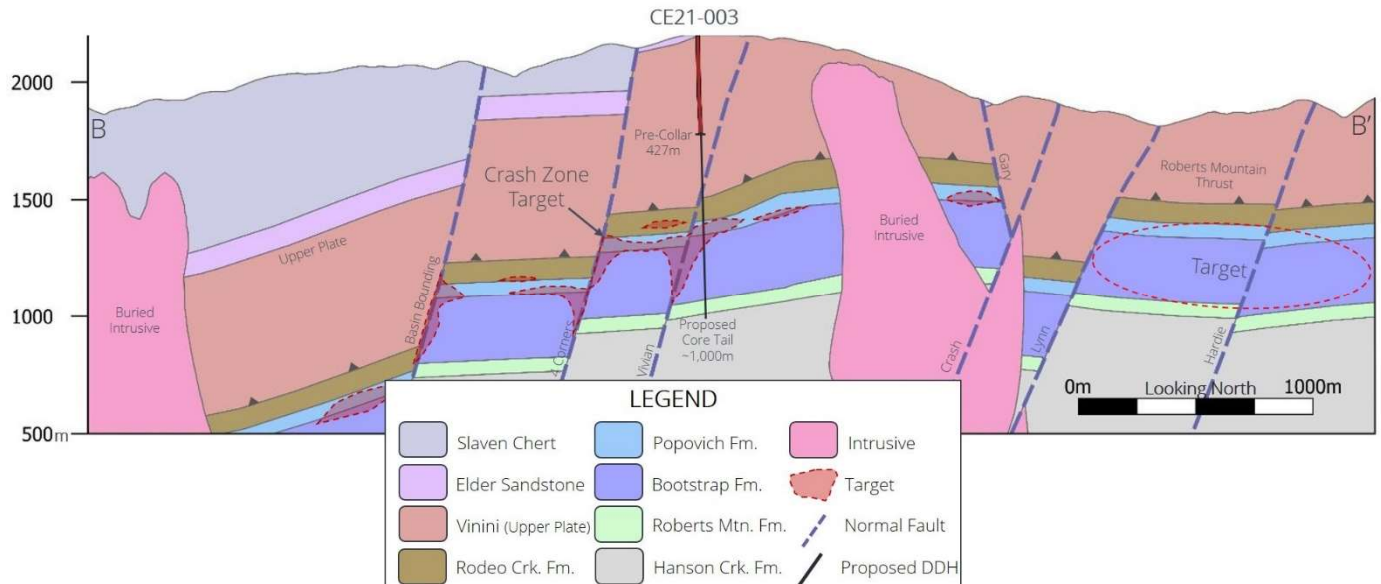 CE21-003
2000
1500
1000
500m
B
B'
Pre-Collar
427m
Crash Zone
Target
Roberts Mountain
Thrust
Upper Plate
Buried
Intrusive
Buried
Intrusive
Basin Bounding
4 Corners
Vivian
Proposed
Core Tail
~1,000m
Gary
Crash
Lynn
Hardie
Target
0m Looking North 1000m
LEGEND
Slaven Chert
Elder Sandstone
Vinini (Upper Plate)
Rodeo Crk. Fm.
Popovich Fm.
Bootstrap Fm.
Roberts Mtn. Fm.
Hanson Crk. Fm.
Intrusive
Target
Normal Fault
Proposed DDH